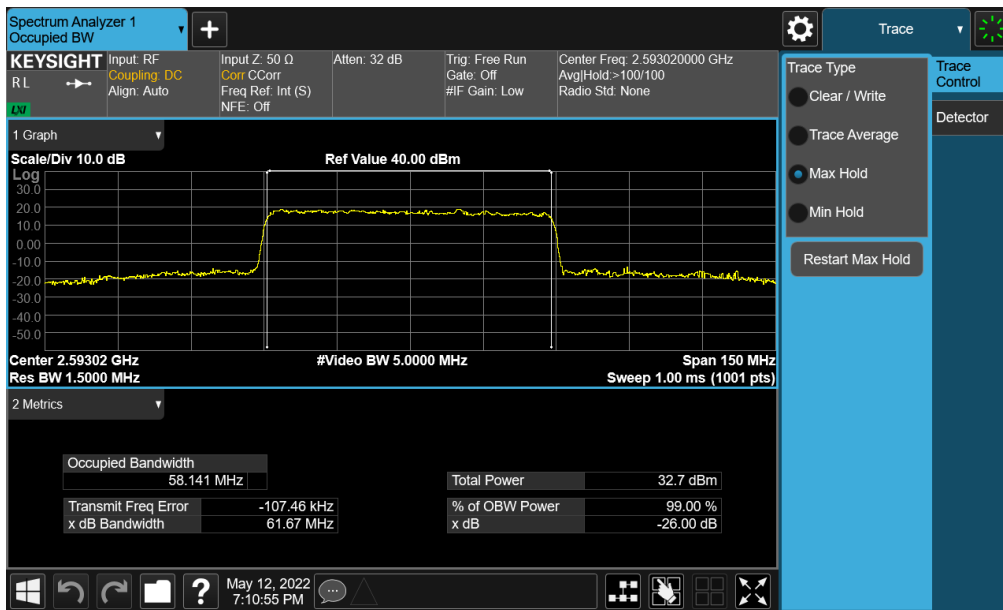 Spectrum Analyzer 1
Occupied BW
+
Trace
KEYSIGHT
Input: RF
Input Z: 50 Ω
Atten: 32 dB
Trig: Free Run
Center Freq: 2.593020000 GHz
R L
Coupling: DC
Corr CCorr
Gate: Off
Avg|Hold:>100/100
Align: Auto
Freq Ref: Int (S)
#IF Gain: Low
Radio Std: None
LXI
NFE: Off
1 Graph
Scale/Div 10.0 dB
Ref Value 40.00 dBm
Log
30.0
20.0
10.0
0.00
-10.0
-20.0
-30.0
-40.0
-50.0
Center 2.59302 GHz
#Video BW 5.0000 MHz
Span 150 MHz
Res BW 1.5000 MHz
Sweep 1.00 ms (1001 pts)
2 Metrics
Occupied Bandwidth
58.141 MHz
Total Power 32.7 dBm
Transmit Freq Error -107.46 kHz
% of OBW Power 99.00 %
x dB Bandwidth 61.67 MHz
x dB -26.00 dB
Trace Type
Clear / Write
Trace Average
Max Hold
Min Hold
Restart Max Hold
Trace
Control
Detector
?
May 12, 2022
7:10:55 PM